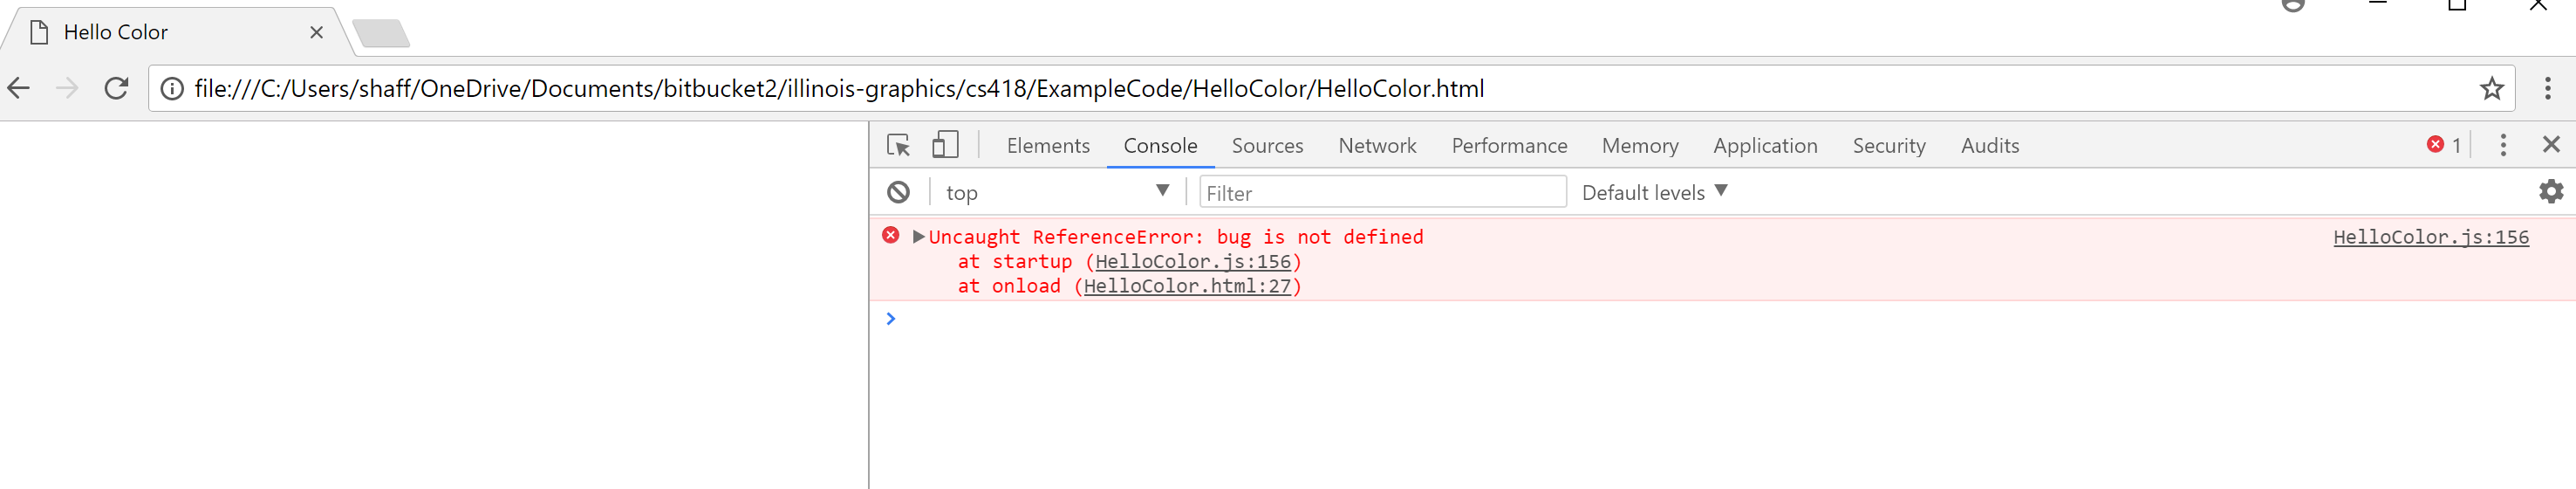 Hello Color
file:///C:/Users/shaff/OneDrive/Documents/bitbucket2/illinois-graphics/cs418/ExampleCode/HelloColor/HelloColor.html
Elements Console Sources Network Performance Memory Application Security Audits 1
top Filter Default levels
Uncaught ReferenceError: bug is not defined HelloColor.js:156
at startup (HelloColor.js:156)
at onload (HelloColor.html:27)